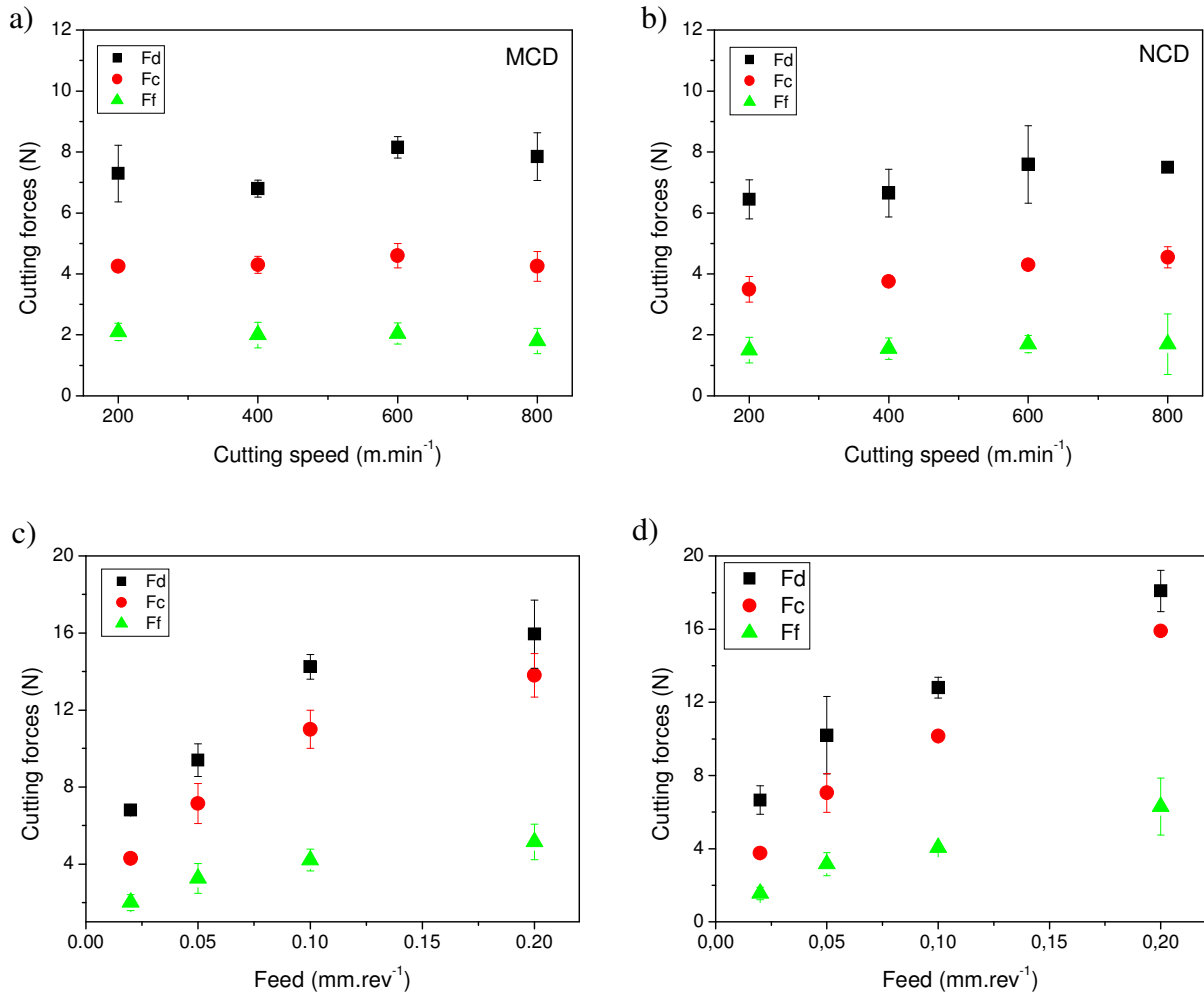 a)
12
10
8
6
4
2
0
Cutting forces (N)
Fd
Fc
Ff
MCD
200 400 600 800
Cutting speed (m.min⁻¹)
b)
12
10
8
6
4
2
0
Cutting forces (N)
Fd
Fc
Ff
NCD
200 400 600 800
Cutting speed (m.min⁻¹)
c)
20
16
12
8
4
Cutting forces (N)
Fd
Fc
Ff
0.00 0.05 0.10 0.15 0.20
Feed (mm.rev⁻¹)
d)
20
16
12
8
4
0
Cutting forces (N)
Fd
Fc
Ff
0,00 0,05 0,10 0,15 0,20
Feed (mm.rev⁻¹)